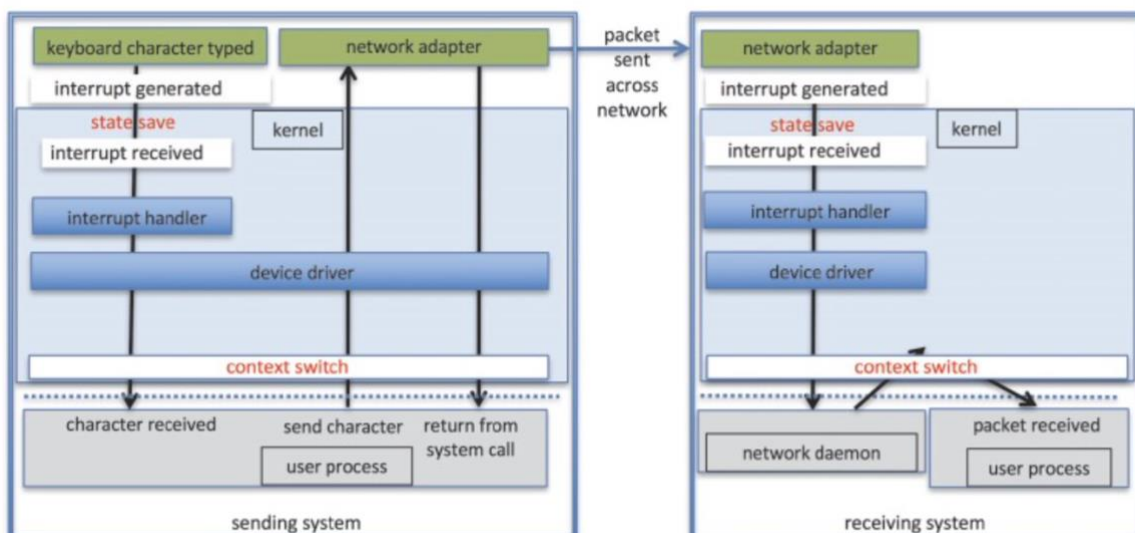 keyboard character typed
network adapter
interrupt generated
state save
kernel
interrupt received
interrupt handler
device driver
context switch
character received
send character
return from
system call
user process
sending system
packet
sent
across
network
network adapter
interrupt generated
state save
kernel
interrupt received
interrupt handler
device driver
context switch
network daemon
packet received
user process
receiving system